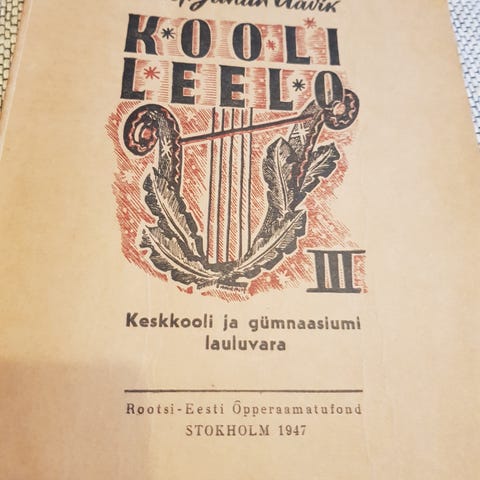 Juhan Aavik
KOOLI
LEELO
III
Keskkooli ja gümnaasiumi
lauluvara
Rootsi-Eesti Õpperaamatufond
STOKHOLM 1947